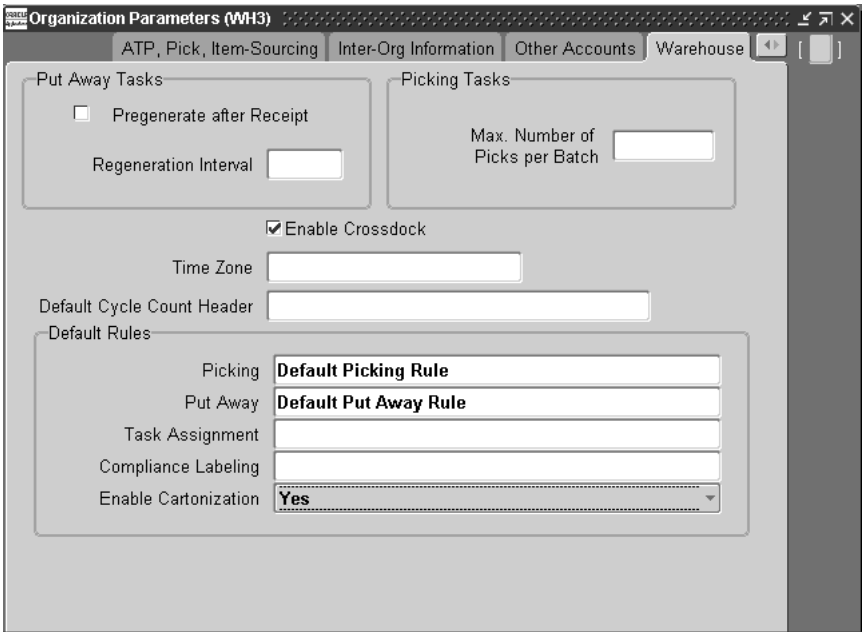 Organization Parameters (WH3)
ATP, Pick, Item-Sourcing Inter-Org Information Other Accounts Warehouse [ ]
Put Away Tasks Picking Tasks
Pregenerate after Receipt
Max. Number of
Picks per Batch
Regeneration Interval
Enable Crossdock
Time Zone
Default Cycle Count Header
Default Rules
Picking Default Picking Rule
Put Away Default Put Away Rule
Task Assignment
Compliance Labeling
Enable Cartonization Yes